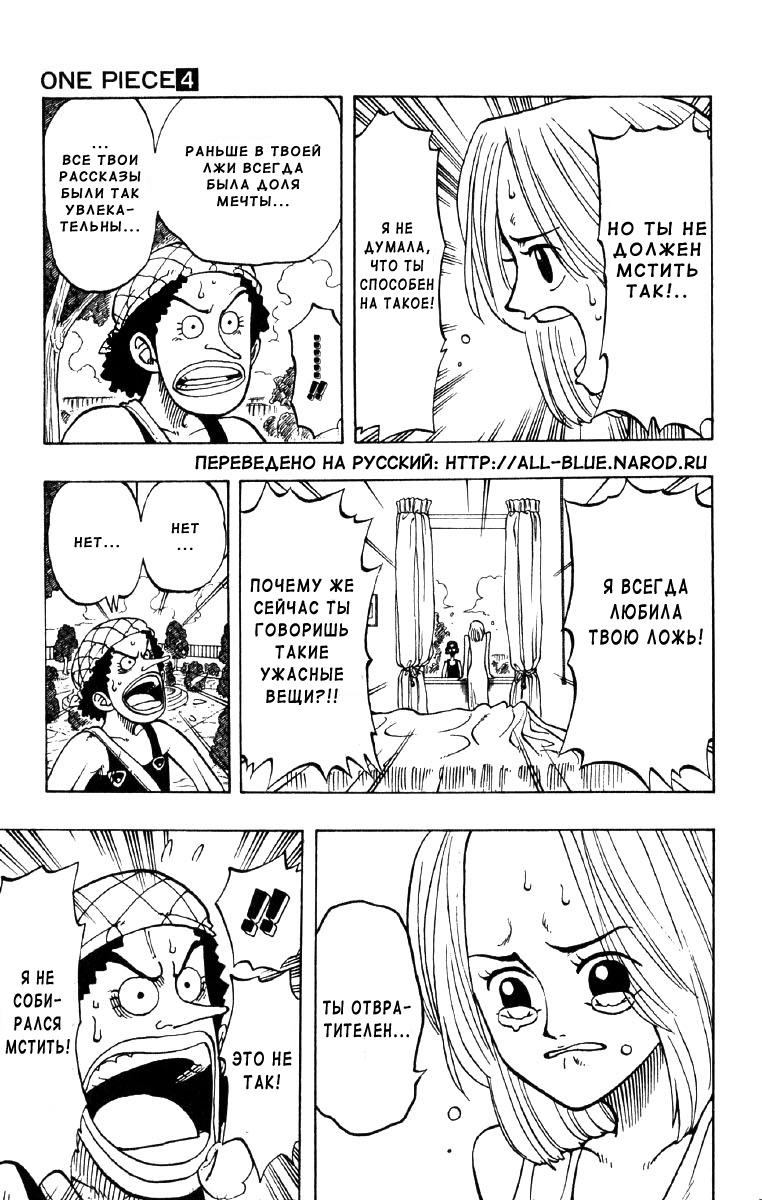 ONE PIECE 4
НО ТЫ НЕ
ДОЛЖЕН
МСТИТЬ
ТАК!..
Я НЕ
ДУМАЛА,
ЧТО ТЫ
СПОСОБЕН
НА ТАКОЕ!
РАНЬШЕ В ТВОЕЙ
ЛЖИ ВСЕГДА
БЫЛА ДОЛЯ
МЕЧТЫ...
...
ВСЕ ТВОИ
РАССКАЗЫ
БЫЛИ ТАК
УВЛЕКА-
ТЕЛЬНЫ...
......!!
ПЕРЕВЕДЕНО НА РУССКИЙ: HTTP://ALL-BLUE.NAROD.RU
Я ВСЕГДА
ЛЮБИЛА
ТВОЮ ЛОЖЬ!
ПОЧЕМУ ЖЕ
СЕЙЧАС ТЫ
ГОВОРИШЬ
ТАКИЕ
УЖАСНЫЕ
ВЕЩИ?!!
НЕТ
...
НЕТ...
ТЫ ОТВРА-
ТИТЕЛЕН...
!!
ЭТО НЕ
ТАК!
Я НЕ
СОБИ-
РАЛСЯ
МСТИТЬ!